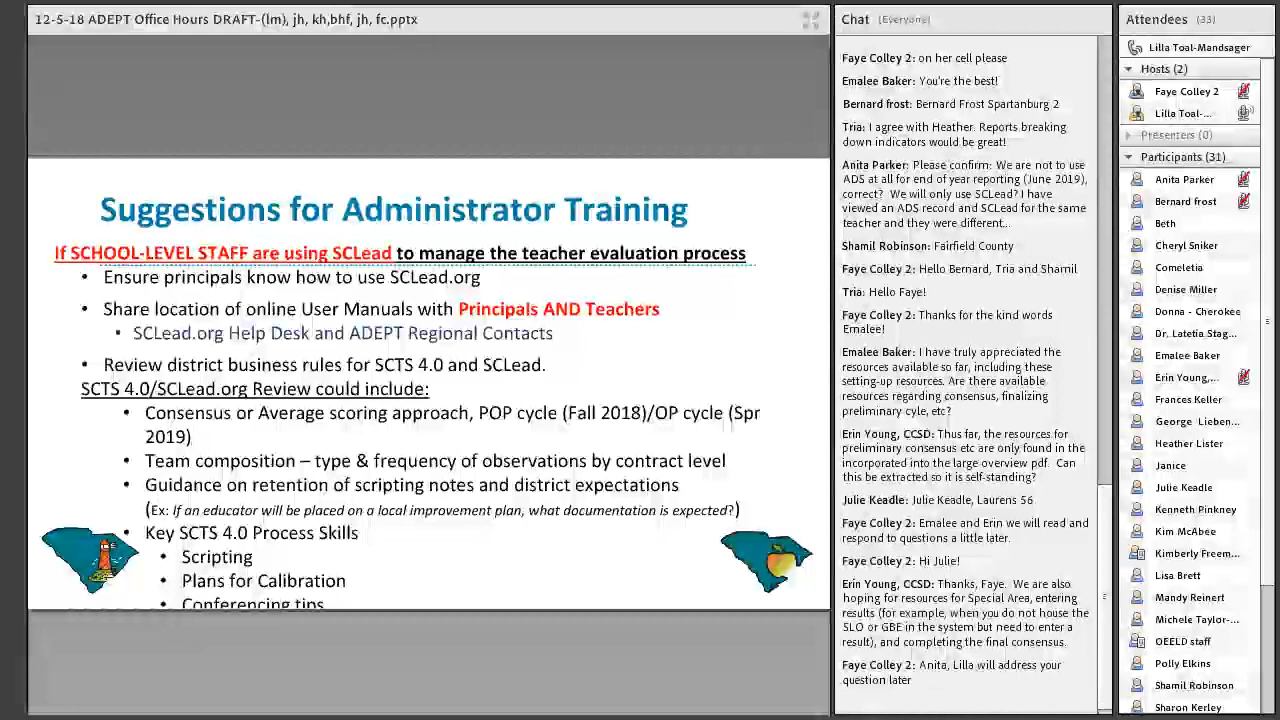 12-5-18 ADEPT Office Hours DRAFT-(lm), jh, kh,bhf, jh, fc.pptx
Suggestions for Administrator Training
If SCHOOL-LEVEL STAFF are using SCLead to manage the teacher evaluation process
• Ensure principals know how to use SCLead.org
• Share location of online User Manuals with Principals AND Teachers
• SCLead.org Help Desk and ADEPT Regional Contacts
• Review district business rules for SCTS 4.0 and SCLead.
SCTS 4.0/SCLead.org Review could include:
• Consensus or Average scoring approach, POP cycle (Fall 2018)/OP cycle (Spr
2019)
• Team composition – type & frequency of observations by contract level
• Guidance on retention of scripting notes and district expectations
(Ex: If an educator will be placed on a local improvement plan, what documentation is expected?)
• Key SCTS 4.0 Process Skills
• Scripting
• Plans for Calibration
• Conferencing tips
Chat (Everyone)
Faye Colley 2: on her cell please
Emalee Baker: You're the best!
Bernard frost: Bernard Frost Spartanburg 2
Tria: I agree with Heather. Reports breaking
down indicators would be great!
Anita Parker: Please confirm: We are not to use
ADS at all for end of year reporting (June 2019),
correct? We will only use SCLead? I have
viewed an ADS record and SCLead for the same
teacher and they were different...
Shamil Robinson: Fairfield County
Faye Colley 2: Hello Bernard, Tria and Shamil
Tria: Hello Faye!
Faye Colley 2: Thanks for the kind words
Emalee!
Emalee Baker: I have truly appreciated the
resources available so far, including these
setting-up resources. Are there available
resources regarding consensus, finalizing
preliminary cyle, etc?
Erin Young, CCSD: Thus far, the resources for
preliminary consensus etc are only found in the
incorporated into the large overview pdf. Can
this be extracted so it is self-standing?
Julie Keadle: Julie Keadle, Laurens 56
Faye Colley 2: Emalee and Erin we will read and
respond to questions a little later.
Faye Colley 2: Hi Julie!
Erin Young, CCSD: Thanks, Faye. We are also
hoping for resources for Special Area, entering
results (for example, when you do not house the
SLO or GBE in the system but need to enter a
result), and completing the final consensus.
Faye Colley 2: Anita, Lilla will address your
question later
Attendees (33)
Lilla Toal-Mandsager
Hosts (2)
Faye Colley 2
Lilla Toal-...
Presenters (0)
Participants (31)
Anita Parker
Bernard frost
Beth
Cheryl Sniker
Cometetia
Denise Miller
Donna - Cherokee
Dr. Latetia Stag...
Emalee Baker
Erin Young,...
Frances Keller
George Lieben...
Heather Lister
Janice
Julie Keadle
Kenneth Pinkney
Kim McAbee
Kimberly Freem...
Lisa Brett
Mandy Reinert
Michele Taylor-...
OEELD staff
Polly Elkins
Shamil Robinson
Sharon Kerley